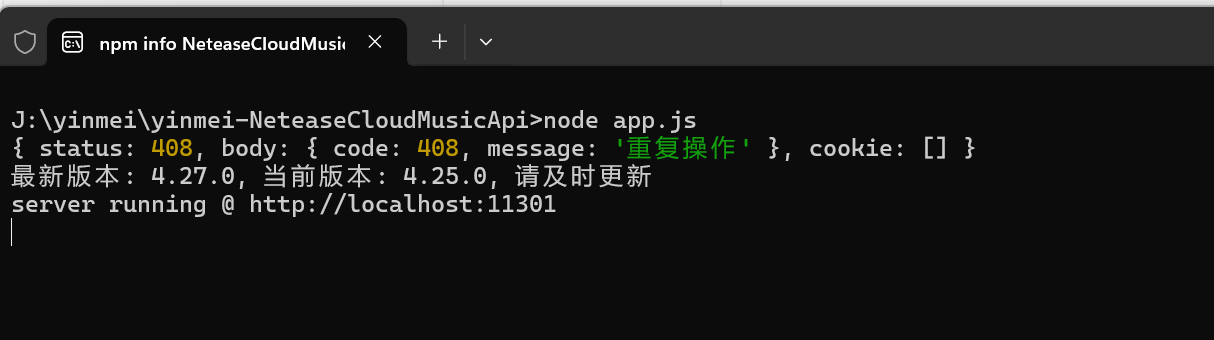 npm info NeteaseCloudMusi
J:\yinmei\yinmei-NeteaseCloudMusicApi>node app.js
{ status: 408, body: { code: 408, message: '重复操作' }, cookie: [] }
最新版本: 4.27.0, 当前版本: 4.25.0, 请及时更新
server running @ http://localhost:11301